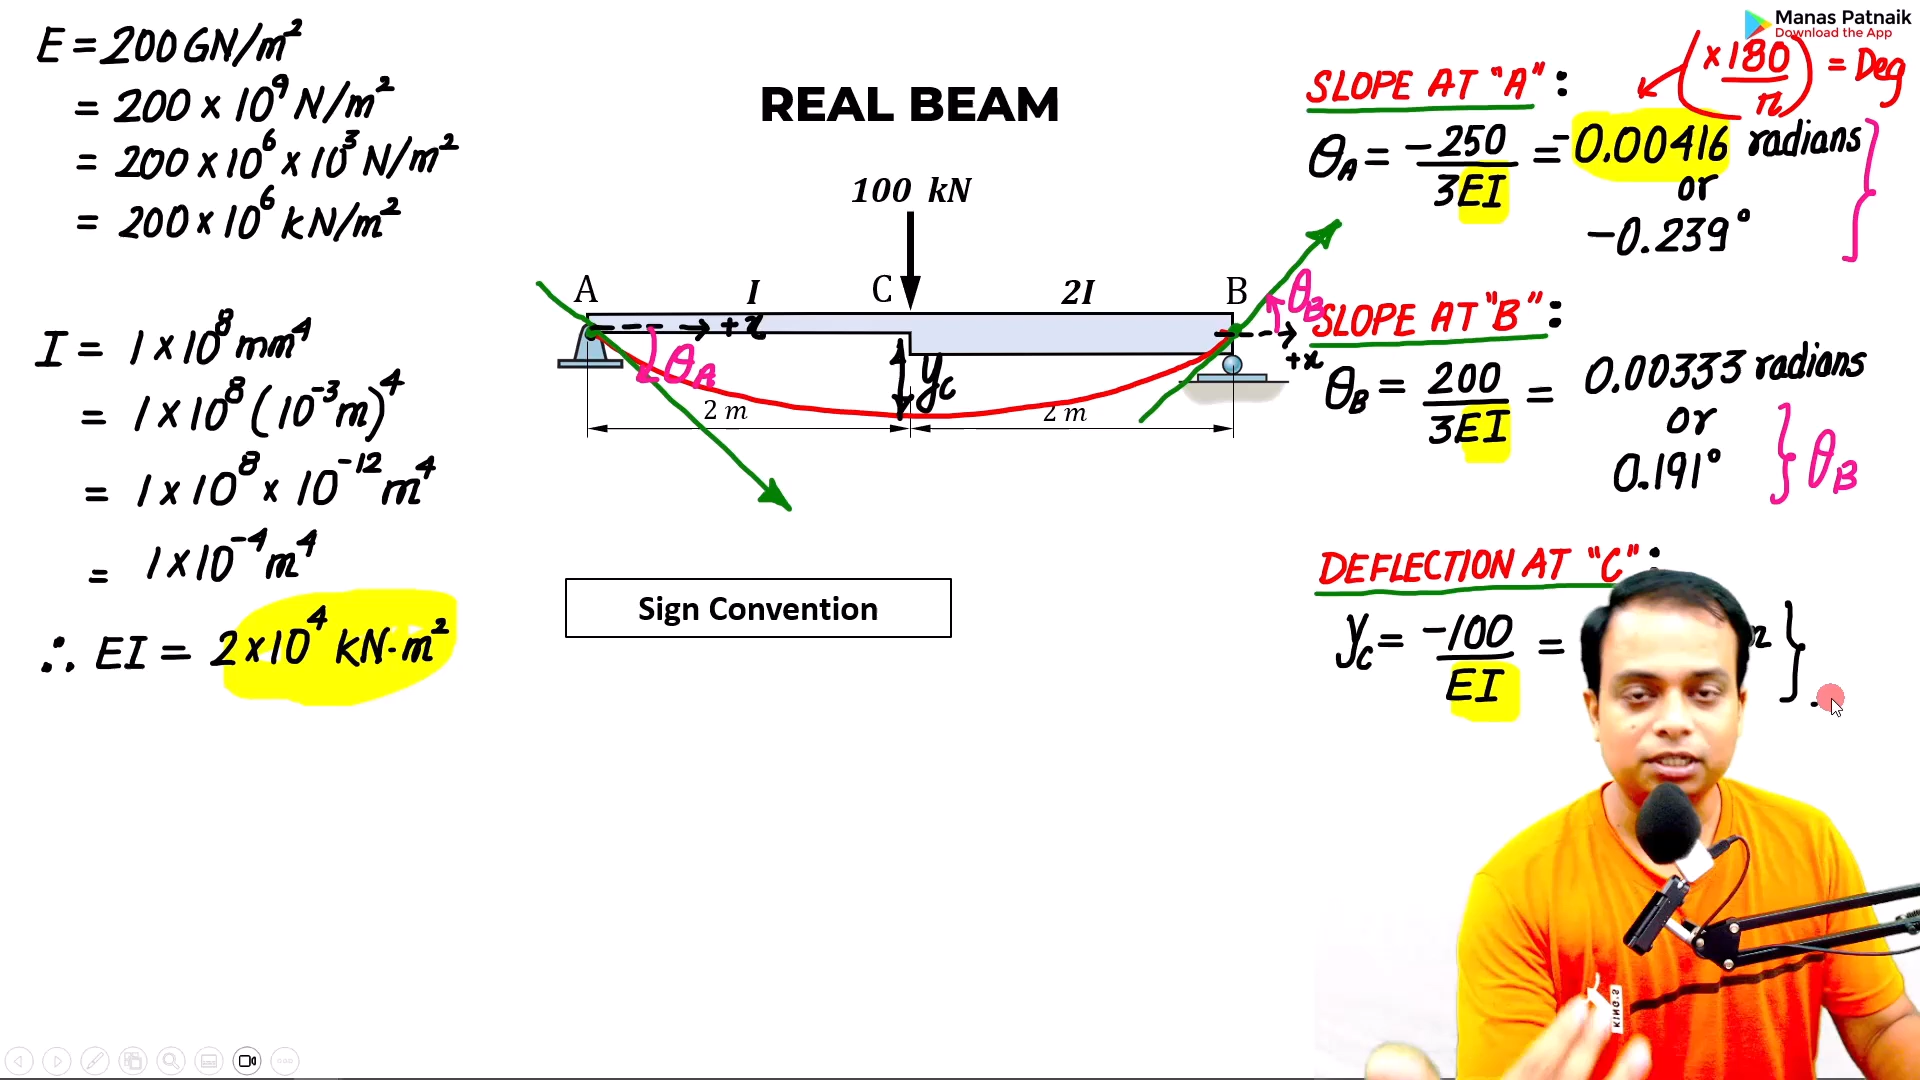 Manas Patnaik
Download the App
E = 200 GN/m²
= 200 × 10⁹ N/m²
= 200 × 10⁶ × 10³ N/m²
= 200 × 10⁶ kN/m²
I = 1 × 10⁸ mm⁴
= 1 × 10⁸ (10⁻³m)⁴
= 1 × 10⁸ × 10⁻¹² m⁴
= 1 × 10⁻⁴ m⁴
∴ EI = 2 × 10⁴ kN·m²
REAL BEAM
100 kN
A I C 2I B
+x
θA
yc
θB
+x
2 m 2 m
Sign Convention
(×180/π) = Deg
SLOPE AT "A" :
θA = -250/3EI = -0.00416 radians
or
-0.239°
SLOPE AT "B" :
θB = 200/3EI = 0.00333 radians
or
0.191° } θB
DEFLECTION AT "C" :
yc = -100/EI =
KING.S